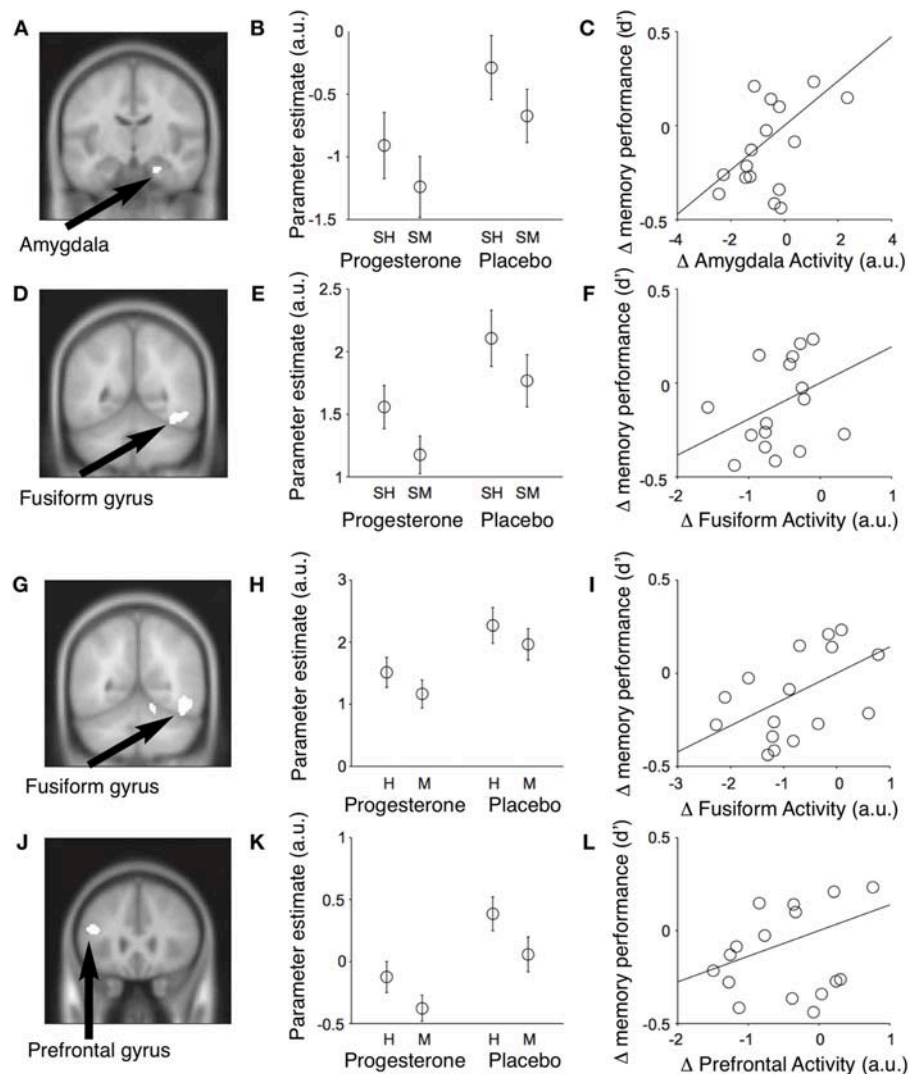 A
Amygdala
B
Parameter estimate (a.u.)
0
-0.5
-1
-1.5
SH SM SH SM
Progesterone Placebo
C
Δ memory performance (d')
0.5
0
-0.5
-4 -2 0 2 4
Δ Amygdala Activity (a.u.)
D
Fusiform gyrus
E
Parameter estimate (a.u.)
2.5
2
1.5
1
SH SM SH SM
Progesterone Placebo
F
Δ memory performance (d')
0.5
0
-0.5
-2 -1 0 1
Δ Fusiform Activity (a.u.)
G
Fusiform gyrus
H
Parameter estimate (a.u.)
3
2
1
0
H M H M
Progesterone Placebo
I
Δ memory performance (d')
0.5
0
-0.5
-3 -2 -1 0 1
Δ Fusiform Activity (a.u.)
J
Prefrontal gyrus
K
Parameter estimate (a.u.)
1
0.5
0
-0.5
H M H M
Progesterone Placebo
L
Δ memory performance (d')
0.5
0
-0.5
-2 -1 0 1
Δ Prefrontal Activity (a.u.)